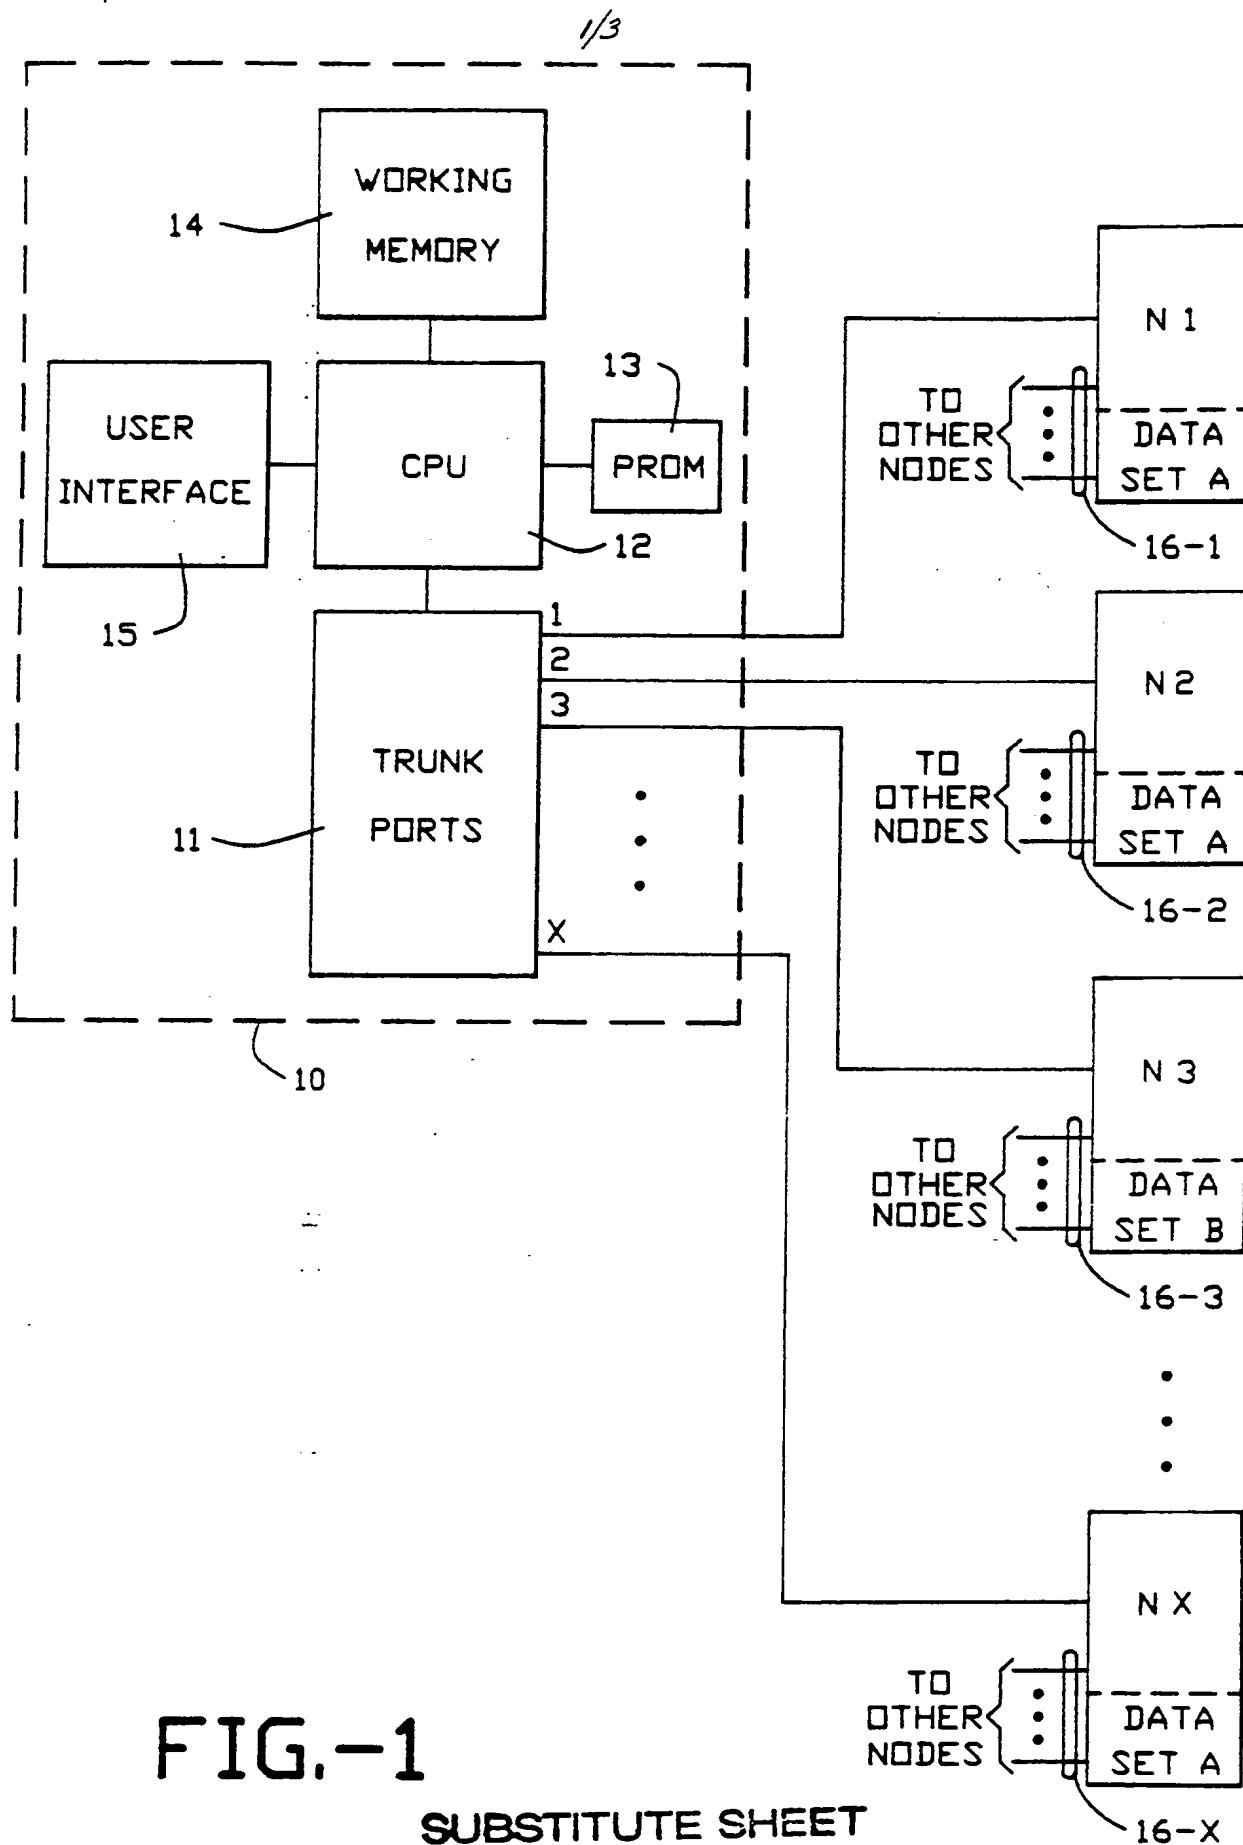 1/3
WORKING
MEMORY
14
USER
INTERFACE
15
CPU
12
13
PROM
TRUNK
PORTS
11
1
2
3
X
10
N 1
DATA
SET A
TO
OTHER
NODES
16-1
N 2
DATA
SET A
TO
OTHER
NODES
16-2
N 3
DATA
SET B
TO
OTHER
NODES
16-3
N X
DATA
SET A
TO
OTHER
NODES
16-X
FIG.-1
SUBSTITUTE SHEET